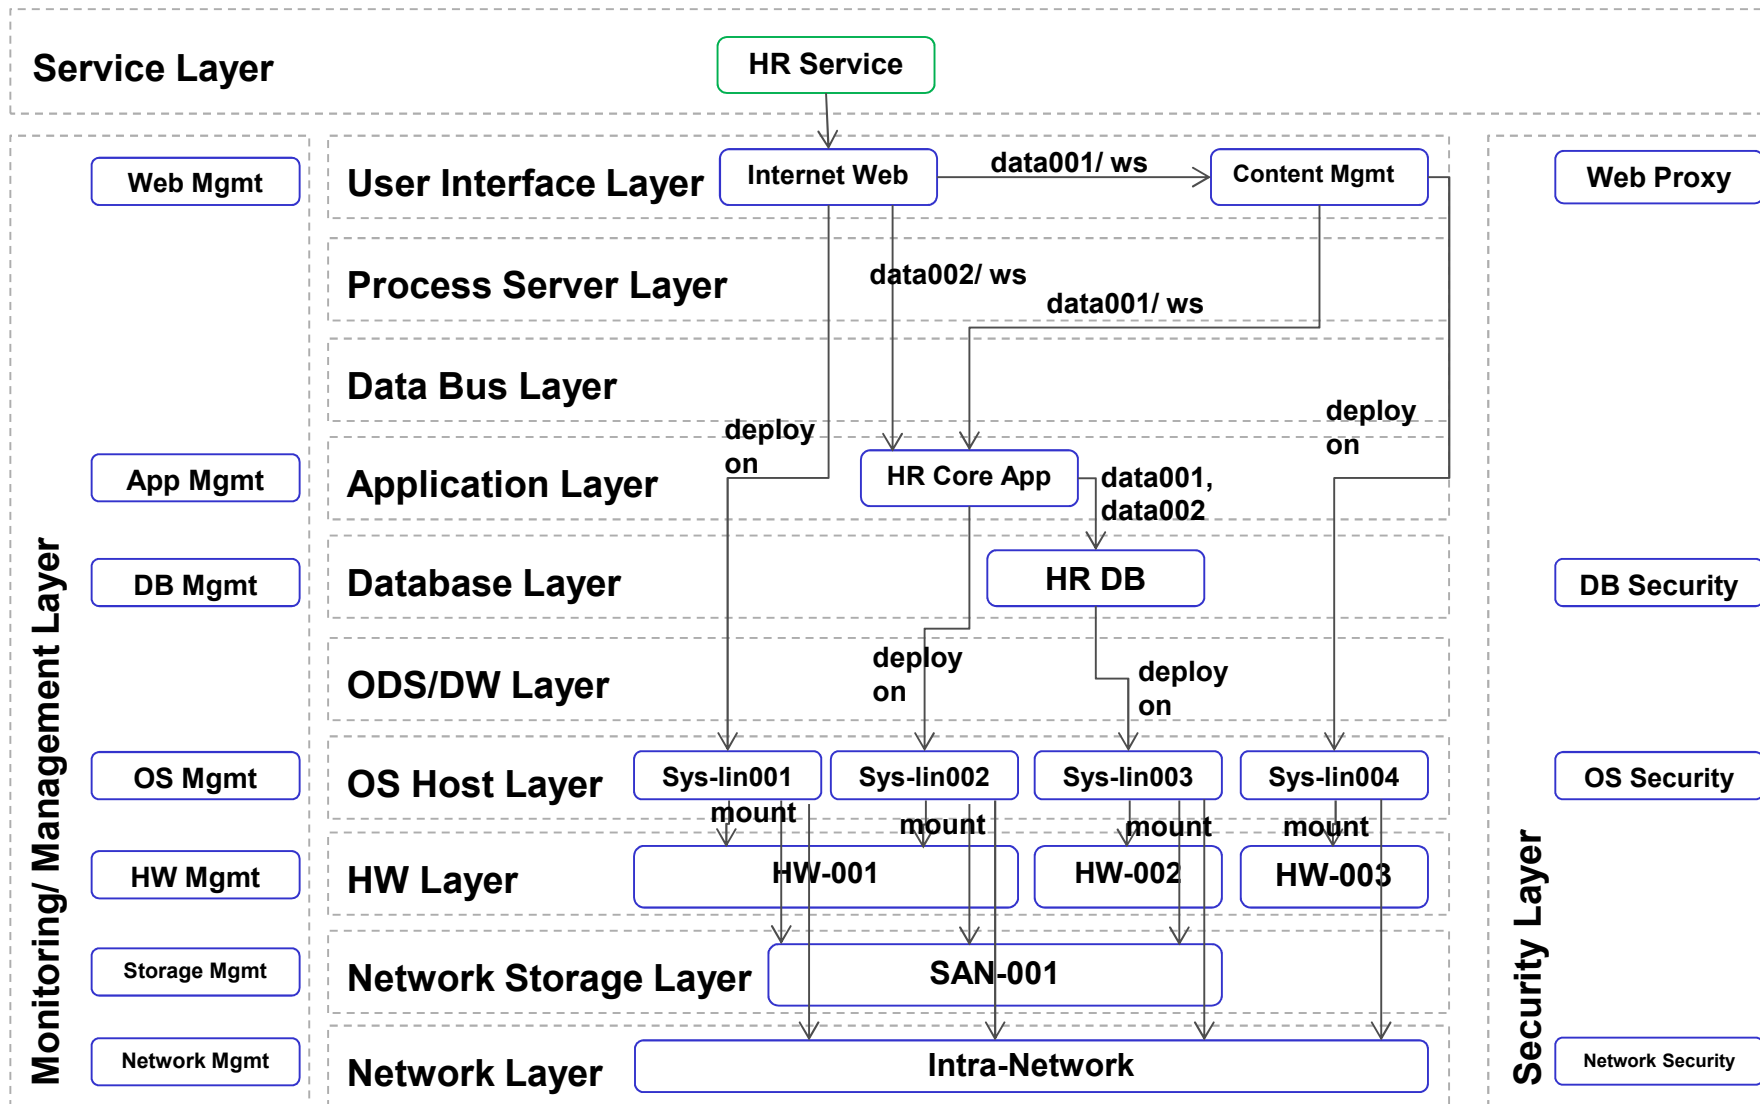 Service Layer
HR Service
Monitoring/ Management Layer
Web Mgmt
App Mgmt
DB Mgmt
OS Mgmt
HW Mgmt
Storage Mgmt
Network Mgmt
User Interface Layer
Internet Web
data001/ ws
Content Mgmt
Process Server Layer
data002/ ws
data001/ ws
Data Bus Layer
deploy
on
deploy
on
Application Layer
HR Core App
data001,
data002
Database Layer
HR DB
ODS/DW Layer
deploy
on
deploy
on
OS Host Layer
Sys-lin001
Sys-lin002
Sys-lin003
Sys-lin004
mount
mount
mount
mount
HW Layer
HW-001
HW-002
HW-003
Network Storage Layer
SAN-001
Network Layer
Intra-Network
Security Layer
Web Proxy
DB Security
OS Security
Network Security